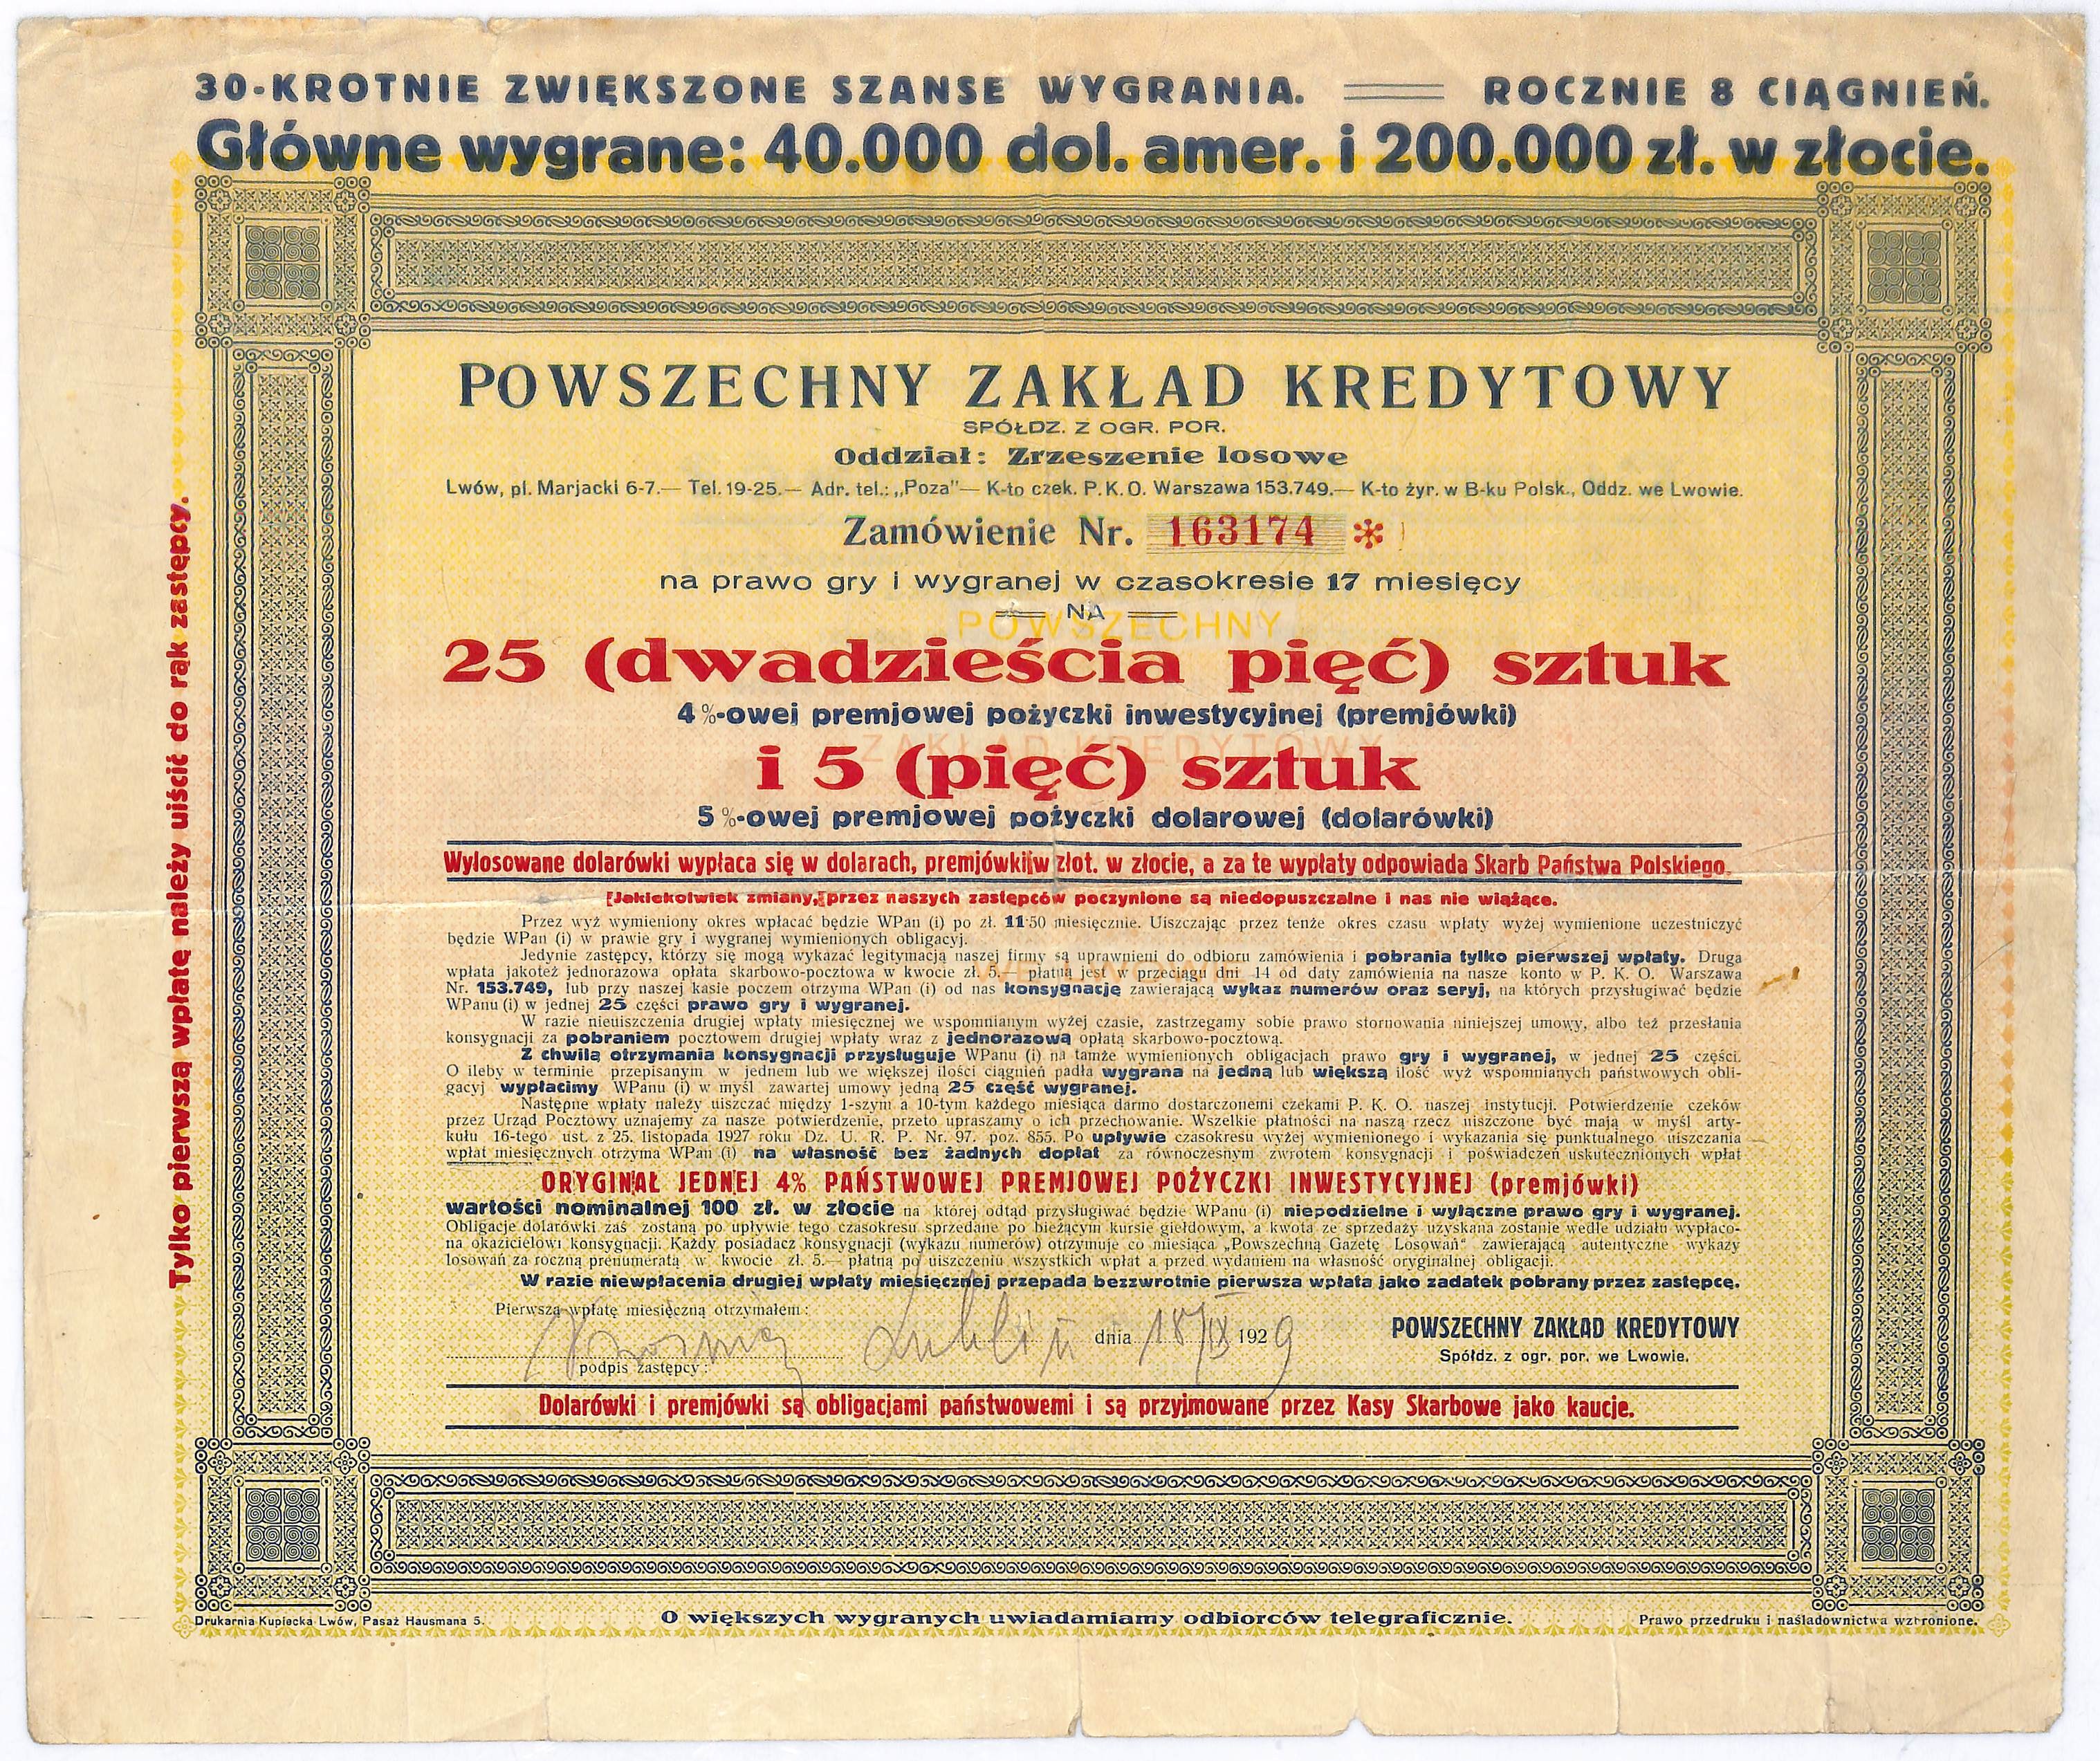 30-KROTNIE ZWIĘKSZONE SZANSE WYGRANIA. ROCZNIE 8 CIĄGNIEŃ.
Główne wygrane: 40.000 dol. amer. i 200.000 zł. w złocie.
POWSZECHNY ZAKŁAD KREDYTOWY
SPÓŁDZ. Z OGR. POR.
Oddział: Zrzeszenie losowe
Lwów, pl. Marjacki 6-7.— Tel. 19-25.— Adr. tel.: „Poza"— K-to czek. P. K. O. Warszawa 153.749.— K-to żyr. w B-ku Polsk., Oddz. we Lwowie.
Zamówienie Nr. 163174 *
na prawo gry i wygranej w czasokresie 17 miesięcy
NA
POWSZECHNY
25 (dwadzieścia pięć) sztuk
4%-owej premjowej pożyczki inwestycyjnej (premjówki)
ZAKŁAD KREDYTOWY
i 5 (pięć) sztuk
5%-owej premjowej pożyczki dolarowej (dolarówki)
Wylosowane dolarówki wypłaca się w dolarach, premjówki w złot. w złocie, a za te wypłaty odpowiada Skarb Państwa Polskiego.
Jakiekolwiek zmiany, przez naszych zastępców poczynione są niedopuszczalne i nas nie wiążące.
Przez wyż wymieniony okres wpłacać będzie WPan (i) po zł. 11·50 miesięcznie. Uiszczając przez tenże okres czasu wpłaty wyżej wymienione uczestniczyć
będzie WPan (i) w prawie gry i wygranej wymienionych obligacyj.
Jedynie zastępcy, którzy się mogą wykazać legitymacją naszej firmy są uprawnieni do odbioru zamówienia i pobrania tylko pierwszej wpłaty. Druga
wpłata jakoteż jednorazowa opłata skarbowo-pocztowa w kwocie zł. 5.— płatną jest w przeciągu dni 14 od daty zamówienia na nasze konto w P. K. O. Warszawa
Nr. 153.749, lub przy naszej kasie poczem otrzyma WPan (i) od nas konsygnację zawierającą wykaz numerów oraz seryj, na których przysługiwać będzie
WPanu (i) w jednej 25 części prawo gry i wygranej.
W razie nieuiszczenia drugiej wpłaty miesięcznej we wspomnianym wyżej czasie, zastrzegamy sobie prawo stornowania niniejszej umowy, albo też przesłania
konsygnacji za pobraniem pocztowem drugiej wpłaty wraz z jednorazową opłatą skarbowo-pocztową.
Z chwilą otrzymania konsygnacji przysługuje WPanu (i) na tamże wymienionych obligacjach prawo gry i wygranej, w jednej 25 części.
O ileby w terminie przepisanym w jednem lub we większej ilości ciągnień padła wygrana na jedną lub większą ilość wyż wspomnianych państwowych obli-
gacyj wypłacimy WPanu (i) w myśl zawartej umowy jedną 25 część wygranej.
Następne wpłaty należy uiszczać między 1-szym a 10-tym każdego miesiąca darmo dostarczonemi czekami P. K. O. naszej instytucji. Potwierdzenie czeków
przez Urząd Pocztowy uznajemy za nasze potwierdzenie, przeto upraszamy o ich przechowanie. Wszelkie płatności na naszą rzecz uiszczone być mają w myśl arty-
kułu 16-tego ust. z 25. listopada 1927 roku Dz. U. R. P. Nr. 97. poz. 855. Po upływie czasokresu wyżej wymienionego i wykazania się punktualnego uiszczania
wpłat miesięcznych otrzyma WPan (i) na własność bez żadnych dopłat za równoczesnym zwrotem konsygnacji i poświadczeń uskutecznionych wpłat
ORYGINAŁ JEDNEJ 4% PAŃSTWOWEJ PREMJOWEJ POŻYCZKI INWESTYCYJNEJ (premjówki)
wartości nominalnej 100 zł. w złocie na której odtąd przysługiwać będzie WPanu (i) niepodzielne i wyłączne prawo gry i wygranej.
Obligacje dolarówki zaś zostaną po upływie tego czasokresu sprzedane po bieżącym kursie giełdowym, a kwota ze sprzedaży uzyskana zostanie wedle udziału wypłaco-
na okazicielowi konsygnacji. Każdy posiadacz konsygnacji (wykazu numerów) otrzymuje co miesiąca „Powszechną Gazetę Losowań" zawierającą autentyczne wykazy
losowań za roczną prenumeratą w kwocie zł. 5.— płatną po uiszczeniu wszystkich wpłat a przed wydaniem na własność oryginalnej obligacji.
W razie niewpłacenia drugiej wpłaty miesięcznej przepada bezzwrotnie pierwsza wpłata jako zadatek pobrany przez zastępcę.
Pierwszą wpłatę miesięczną otrzymałem:
Lublin dnia 18/IX 1929
podpis zastępcy:
POWSZECHNY ZAKŁAD KREDYTOWY
Spółdz. z ogr. por. we Lwowie.
Dolarówki i premjówki są obligacjami państwowemi i są przyjmowane przez Kasy Skarbowe jako kaucje.
Drukarnia Kupiecka Lwów, Pasaż Hausmana 5.
O większych wygranych uwiadamiamy odbiorców telegraficznie.
Prawo przedruku i naśladownictwa wzbronione.
Tylko pierwszą wpłatę należy uiścić do rąk zastępcy.